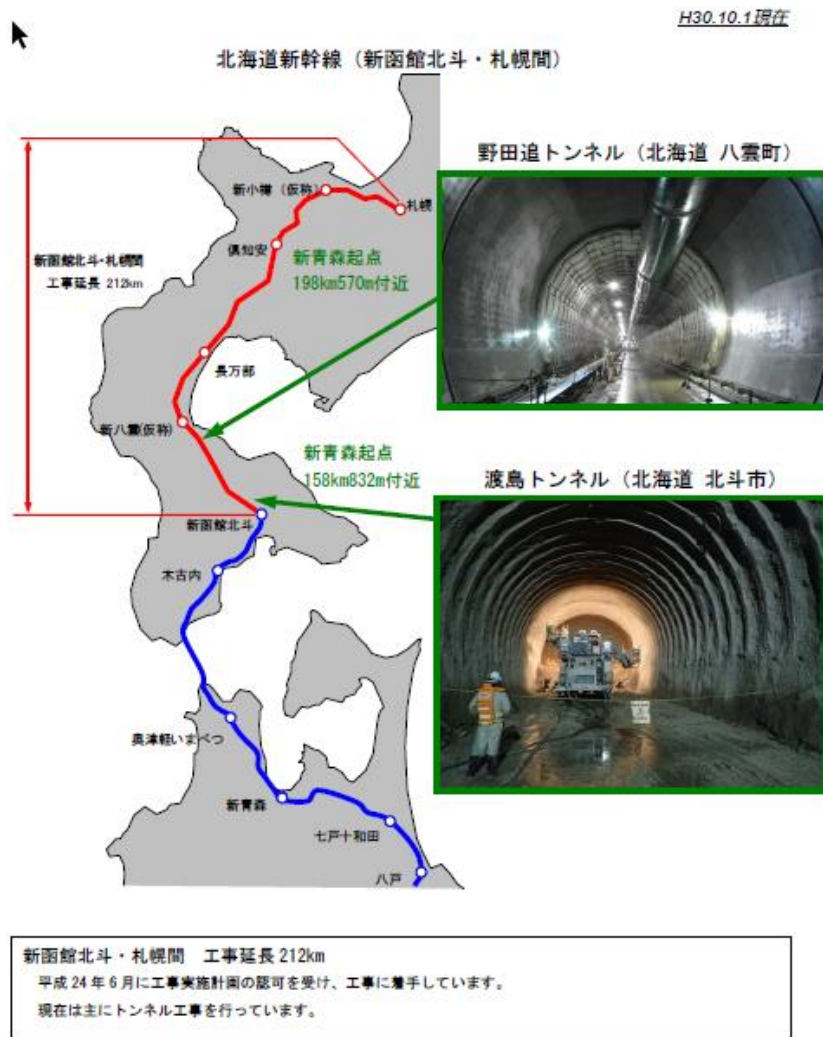 H30.10.1現在
北海道新幹線（新函館北斗・札幌間）
野田追トンネル（北海道 八雲町）
新小樽（仮称）
札幌
倶知安
新青森起点
198km570m付近
新函館北斗・札幌間
工事延長 212km
長万部
新八雲(仮称)
新青森起点
158km832m付近
渡島トンネル（北海道 北斗市）
新函館北斗
木古内
奥津軽いまべつ
新青森
七戸十和田
八戸
新函館北斗・札幌間　工事延長 212km
平成 24 年 6 月に工事実施計画の認可を受け、工事に着手しています。
現在は主にトンネル工事を行っています。